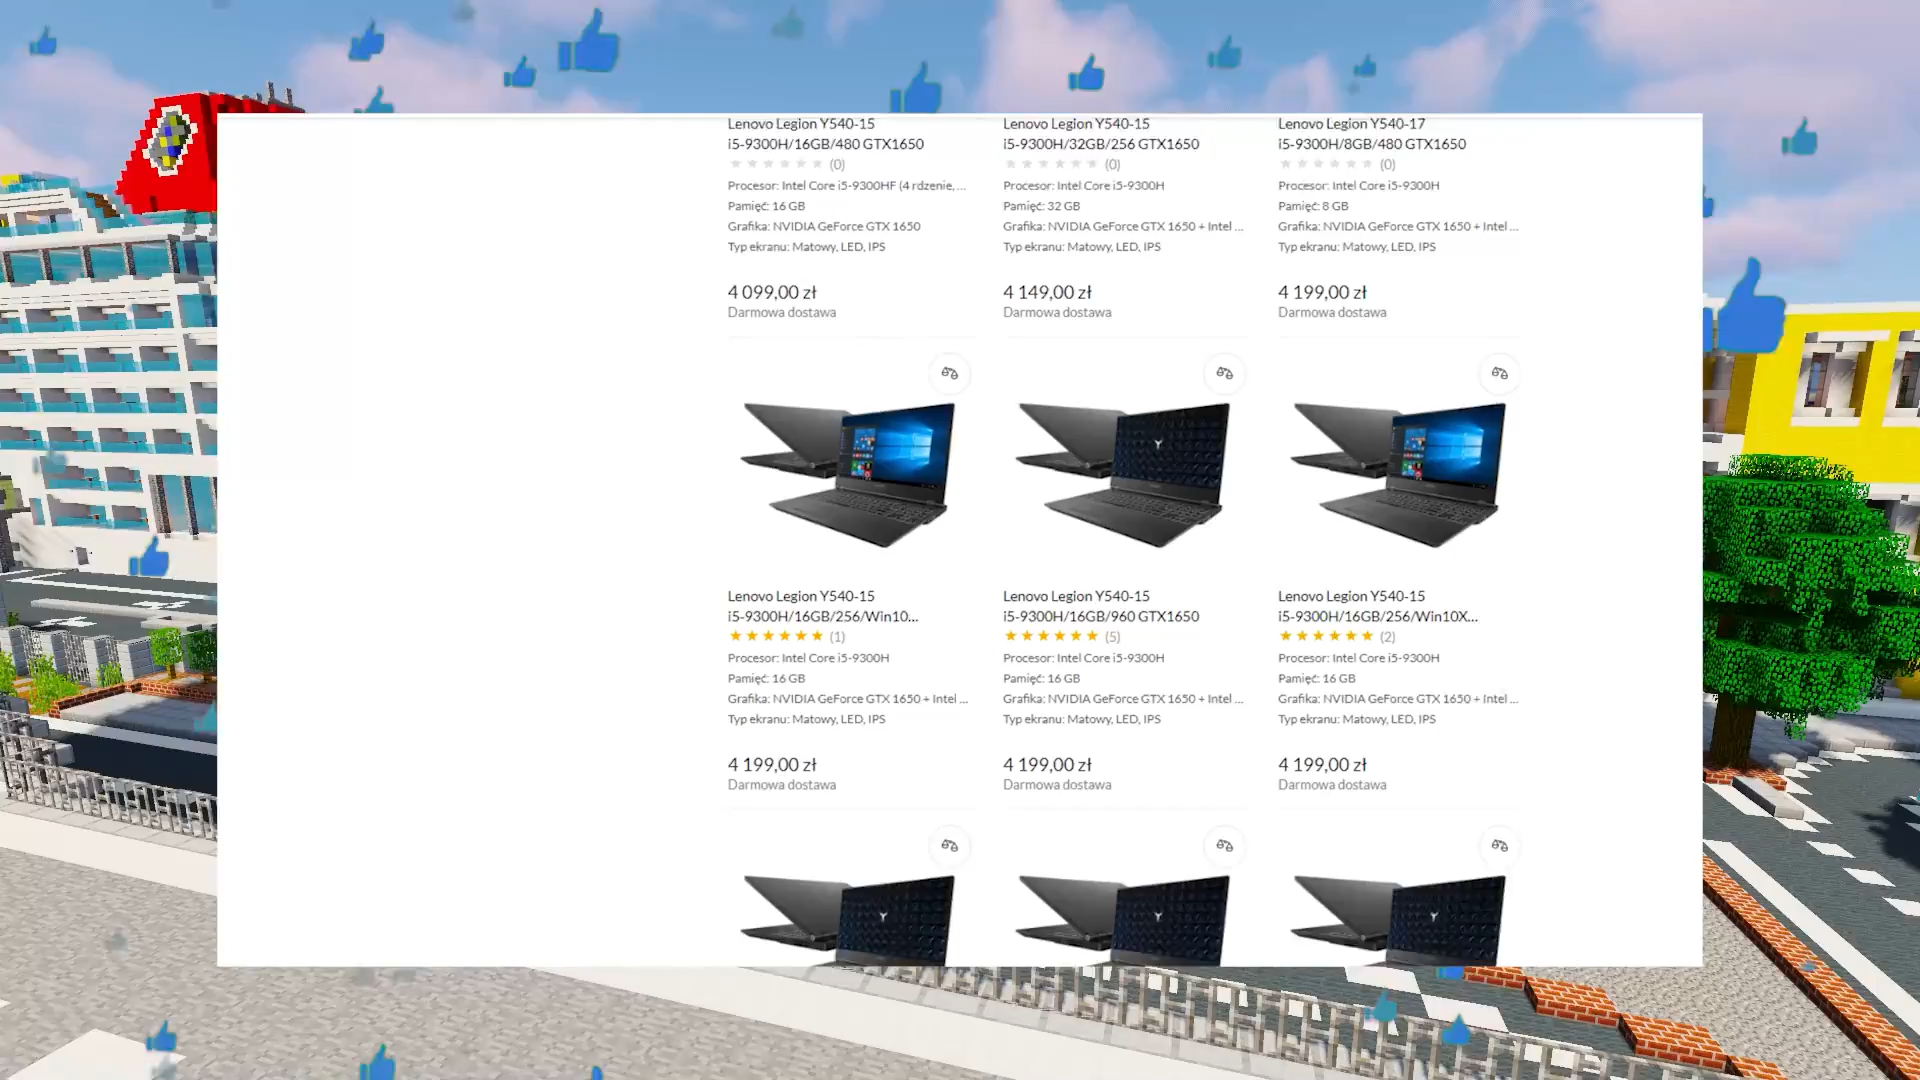 Lenovo Legion Y540-15
i5-9300H/16GB/480 GTX1650
(0)
Procesor: Intel Core i5-9300HF (4 rdzenie, ...
Pamięć: 16 GB
Grafika: NVIDIA GeForce GTX 1650
Typ ekranu: Matowy, LED, IPS
4 099,00 zł
Darmowa dostawa
Lenovo Legion Y540-15
i5-9300H/32GB/256 GTX1650
(0)
Procesor: Intel Core i5-9300H
Pamięć: 32 GB
Grafika: NVIDIA GeForce GTX 1650 + Intel ...
Typ ekranu: Matowy, LED, IPS
4 149,00 zł
Darmowa dostawa
Lenovo Legion Y540-17
i5-9300H/8GB/480 GTX1650
(0)
Procesor: Intel Core i5-9300H
Pamięć: 8 GB
Grafika: NVIDIA GeForce GTX 1650 + Intel ...
Typ ekranu: Matowy, LED, IPS
4 199,00 zł
Darmowa dostawa
Lenovo Legion Y540-15
i5-9300H/16GB/256/Win10...
(1)
Procesor: Intel Core i5-9300H
Pamięć: 16 GB
Grafika: NVIDIA GeForce GTX 1650 + Intel ...
Typ ekranu: Matowy, LED, IPS
4 199,00 zł
Darmowa dostawa
Lenovo Legion Y540-15
i5-9300H/16GB/960 GTX1650
(5)
Procesor: Intel Core i5-9300H
Pamięć: 16 GB
Grafika: NVIDIA GeForce GTX 1650 + Intel ...
Typ ekranu: Matowy, LED, IPS
4 199,00 zł
Darmowa dostawa
Lenovo Legion Y540-15
i5-9300H/16GB/256/Win10X...
(2)
Procesor: Intel Core i5-9300H
Pamięć: 16 GB
Grafika: NVIDIA GeForce GTX 1650 + Intel ...
Typ ekranu: Matowy, LED, IPS
4 199,00 zł
Darmowa dostawa